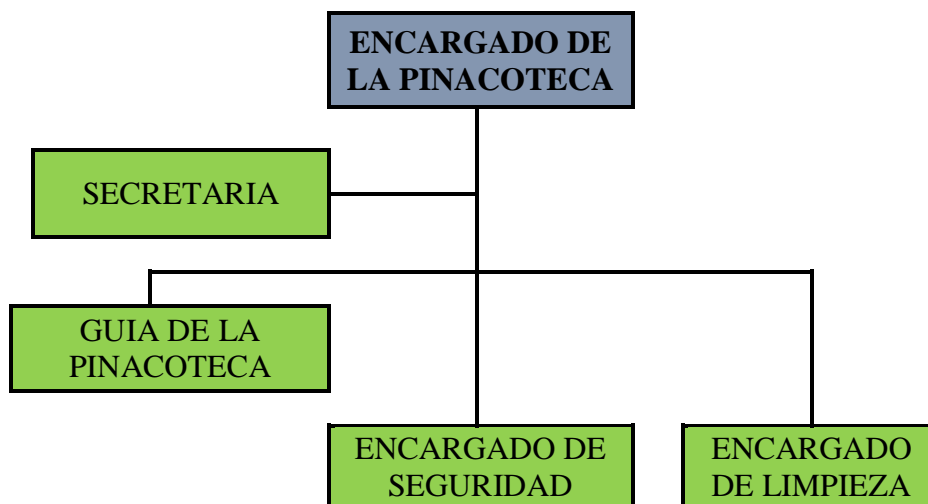 ENCARGADO DE
LA PINACOTECA
SECRETARIA
GUIA DE LA
PINACOTECA
ENCARGADO DE
SEGURIDAD
ENCARGADO
DE LIMPIEZA